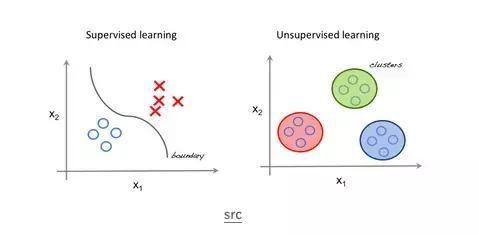 Supervised learning
x2
boundary
x1
Unsupervised learning
clusters
x2
x1
src